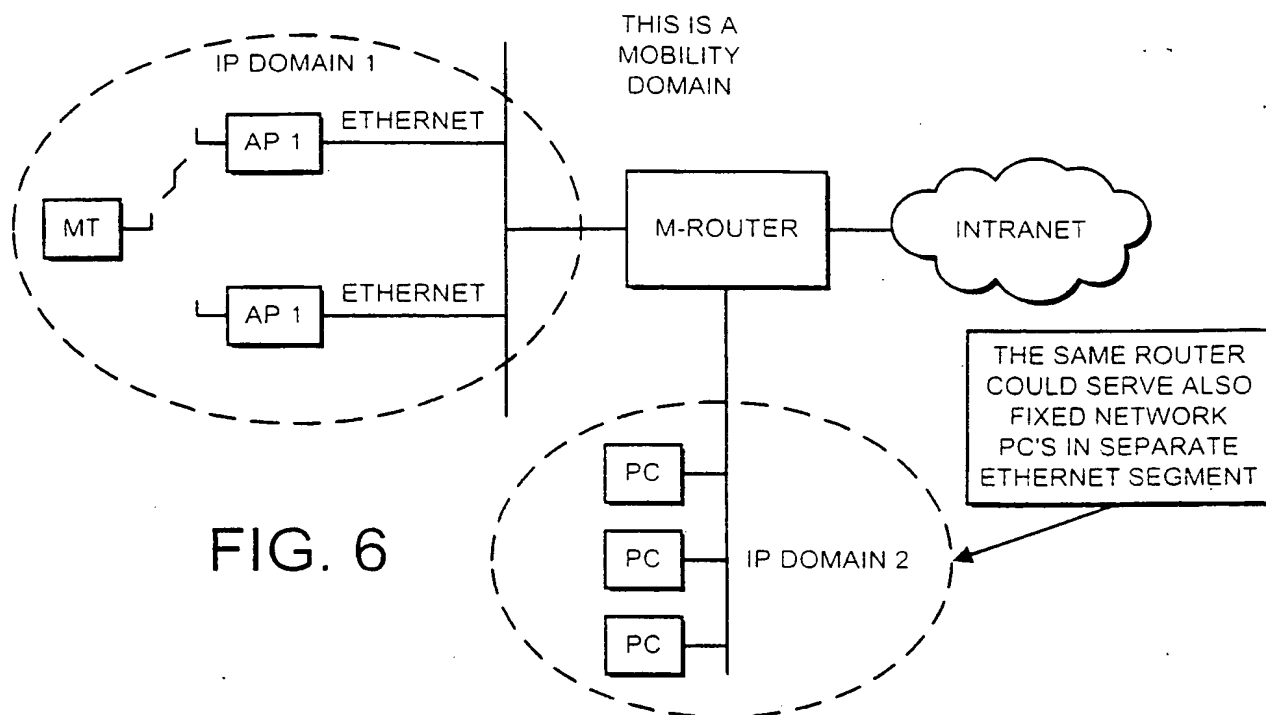 THIS IS A
MOBILITY
DOMAIN
IP DOMAIN 1
AP 1
ETHERNET
MT
M-ROUTER
INTRANET
AP 1
ETHERNET
THE SAME ROUTER
COULD SERVE ALSO
FIXED NETWORK
PC'S IN SEPARATE
ETHERNET SEGMENT
PC
FIG. 6
PC
IP DOMAIN 2
PC